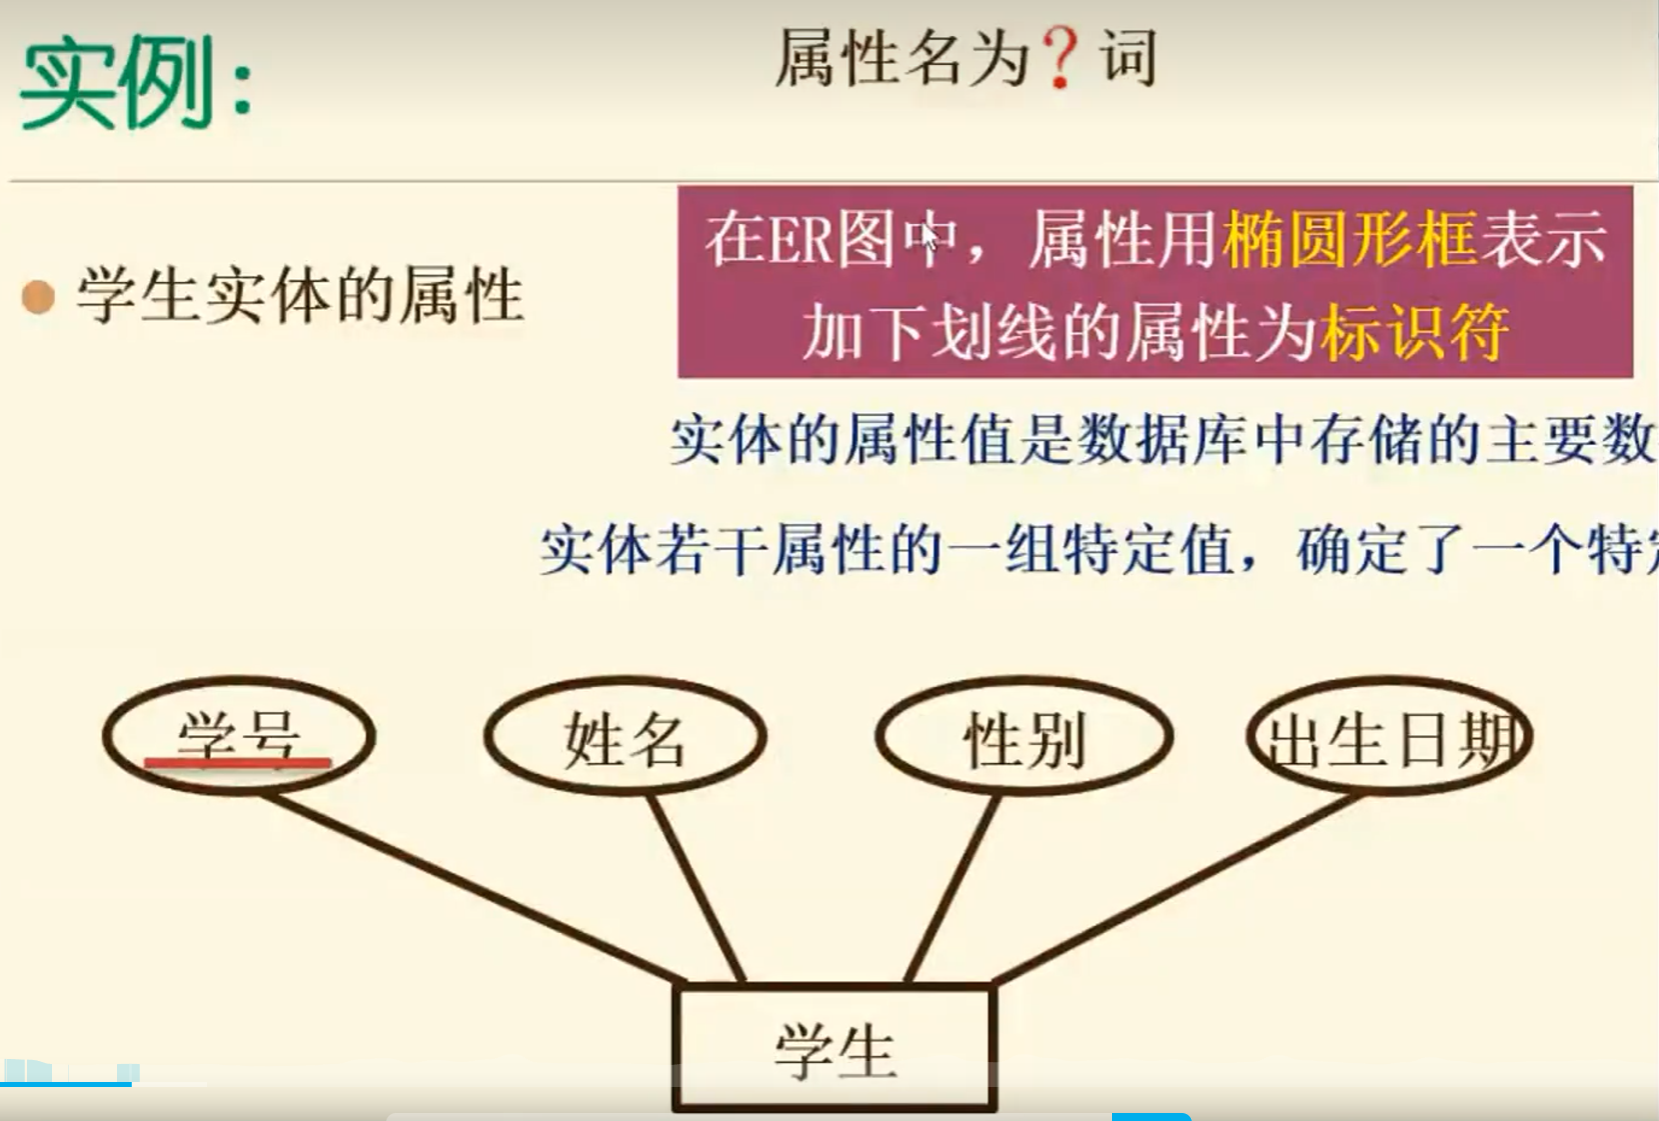 实例：
属性名为？词
学生实体的属性
在ER图中，属性用椭圆形框表示
加下划线的属性为标识符
实体的属性值是数据库中存储的主要数
实体若干属性的一组特定值，确定了一个特定
学号
姓名
性别
出生日期
学生